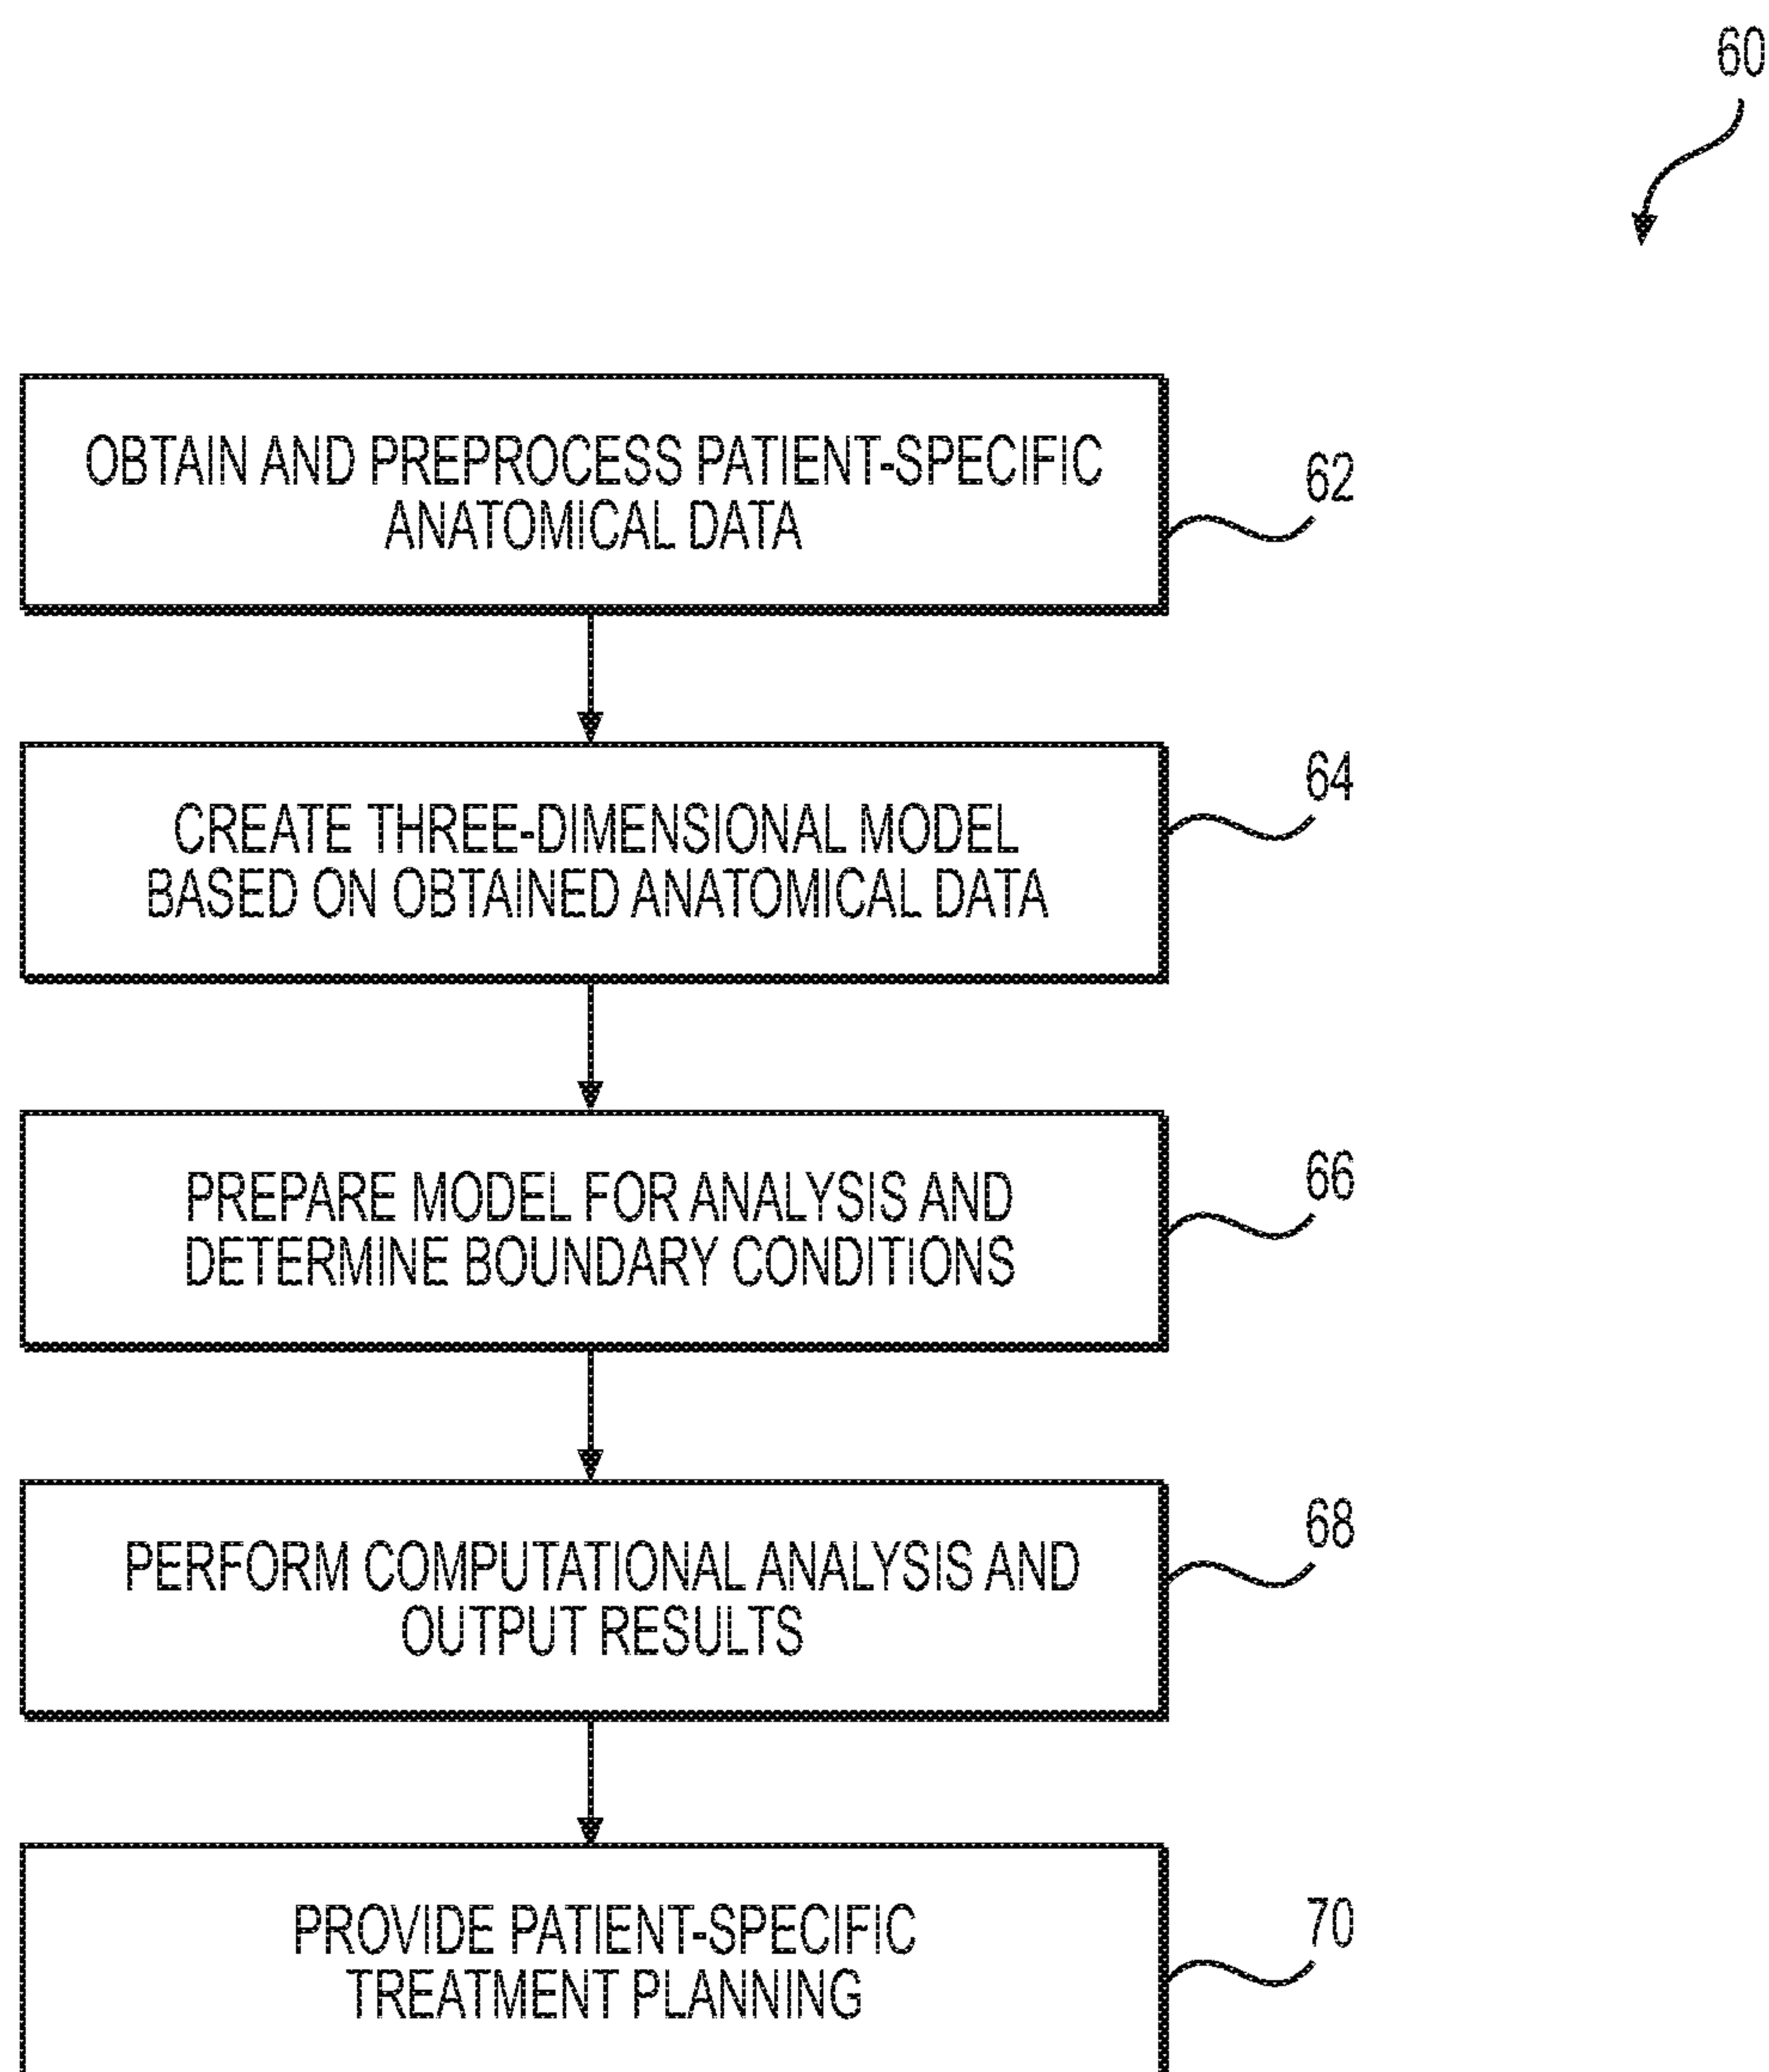 60
OBTAIN AND PREPROCESS PATIENT-SPECIFIC
ANATOMICAL DATA
62
CREATE THREE-DIMENSIONAL MODEL
BASED ON OBTAINED ANATOMICAL DATA
64
PREPARE MODEL FOR ANALYSIS AND
DETERMINE BOUNDARY CONDITIONS
66
PERFORM COMPUTATIONAL ANALYSIS AND
OUTPUT RESULTS
68
PROVIDE PATIENT-SPECIFIC
TREATMENT PLANNING
70